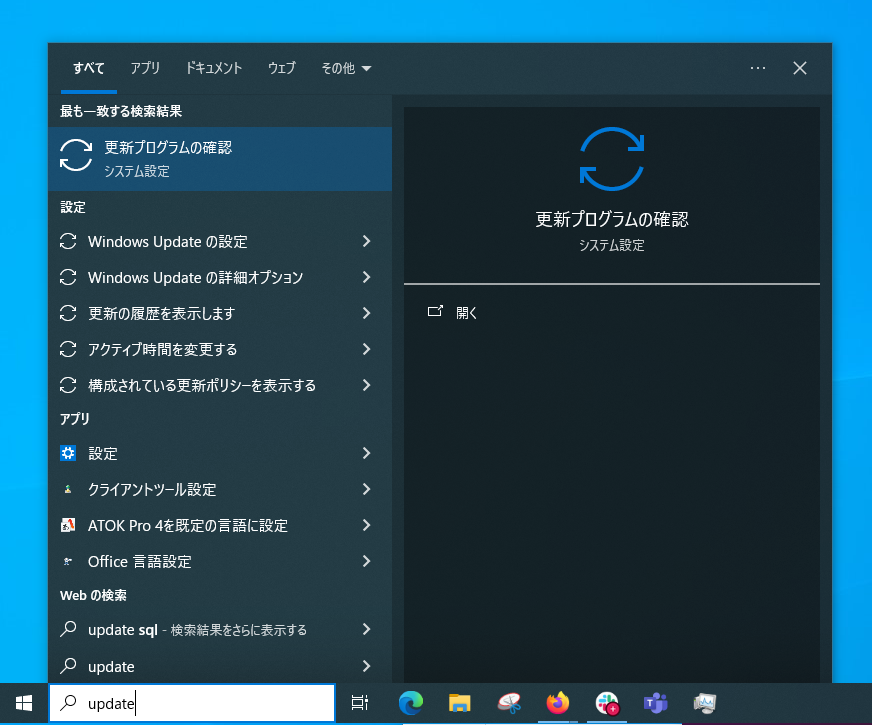 すべて アプリ ドキュメント ウェブ その他
最も一致する検索結果
更新プログラムの確認
システム設定
設定
Windows Update の設定
Windows Update の詳細オプション
更新の履歴を表示します
アクティブ時間を変更する
構成されている更新ポリシーを表示する
アプリ
設定
クライアントツール設定
ATOK Pro 4を既定の言語に設定
Office 言語設定
Web の検索
update sql - 検索結果をさらに表示する
update
更新プログラムの確認
システム設定
開く
update